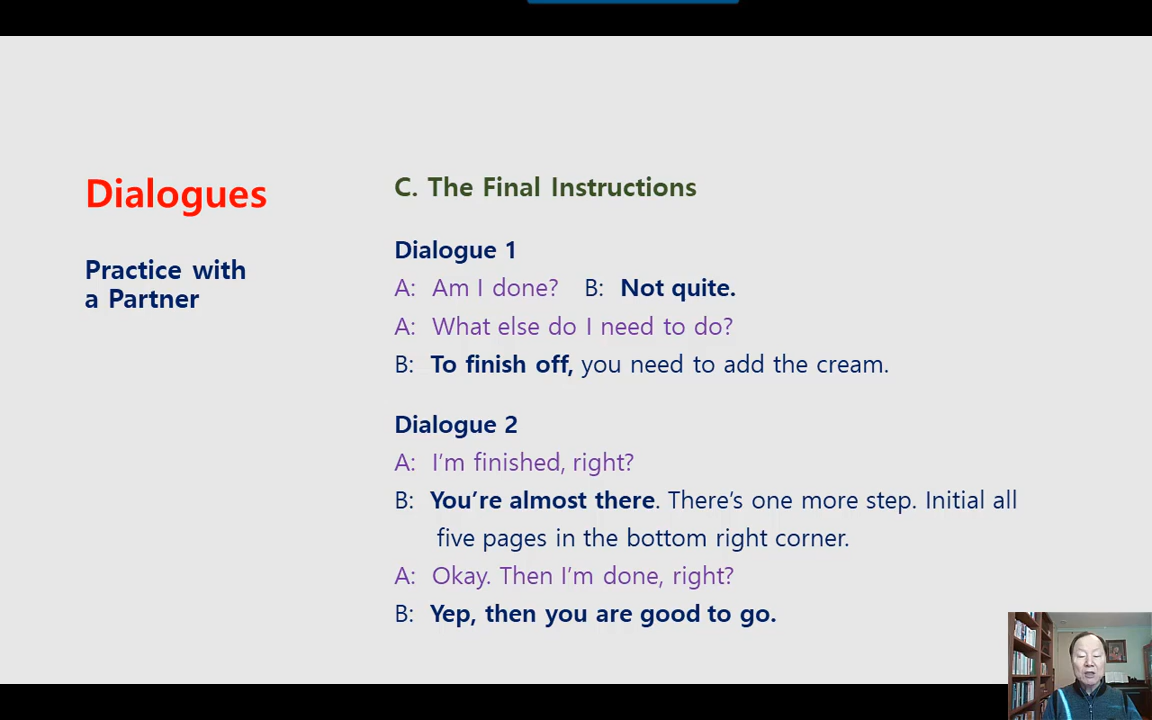 Dialogues
Practice with
a Partner
C. The Final Instructions
Dialogue 1
A: Am I done? B: Not quite.
A: What else do I need to do?
B: To finish off, you need to add the cream.
Dialogue 2
A: I’m finished, right?
B: You’re almost there. There’s one more step. Initial all
five pages in the bottom right corner.
A: Okay. Then I’m done, right?
B: Yep, then you are good to go.